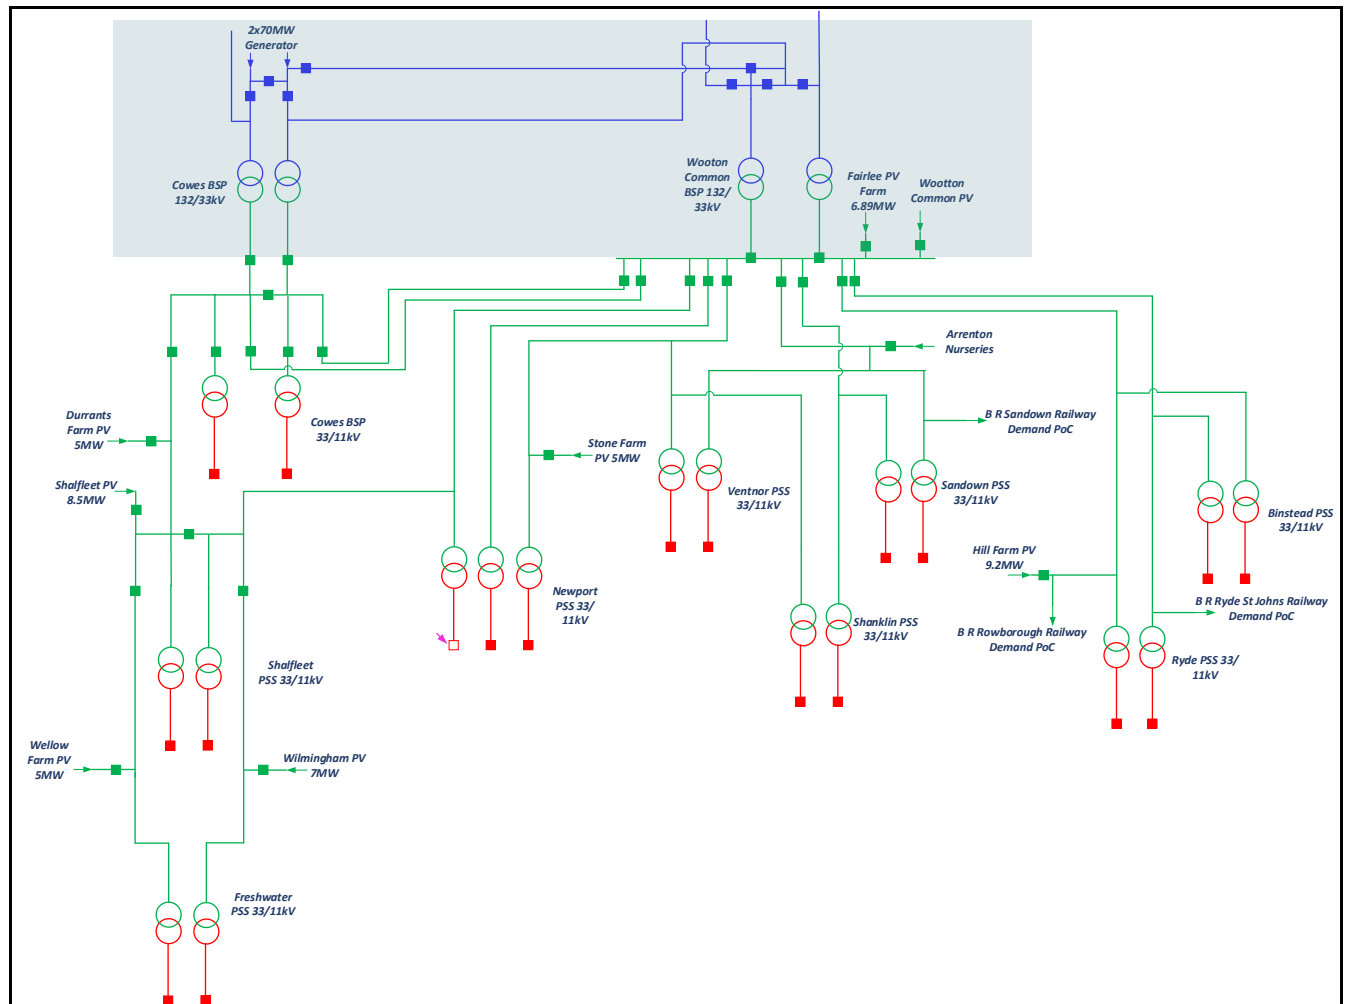 2x70MW
Generator
Cowes BSP
132/33kV
Wooton
Common
BSP 132/
33kV
Fairlee PV
Farm
6.89MW
Wootton
Common PV
Arrenton
Nurseries
Durrants
Farm PV
5MW
Cowes BSP
33/11kV
B R Sandown Railway
Demand PoC
Stone Farm
PV 5MW
Shalfleet PV
8.5MW
Ventnor PSS
33/11kV
Sandown PSS
33/11kV
Binstead PSS
33/11kV
Hill Farm PV
9.2MW
Newport
PSS 33/
11kV
B R Ryde St Johns Railway
Demand PoC
Shanklin PSS
33/11kV
B R Rowborough Railway
Demand PoC
Shalfleet
PSS 33/11kV
Ryde PSS 33/
11kV
Wellow
Farm PV
5MW
Wilmingham PV
7MW
Freshwater
PSS 33/11kV